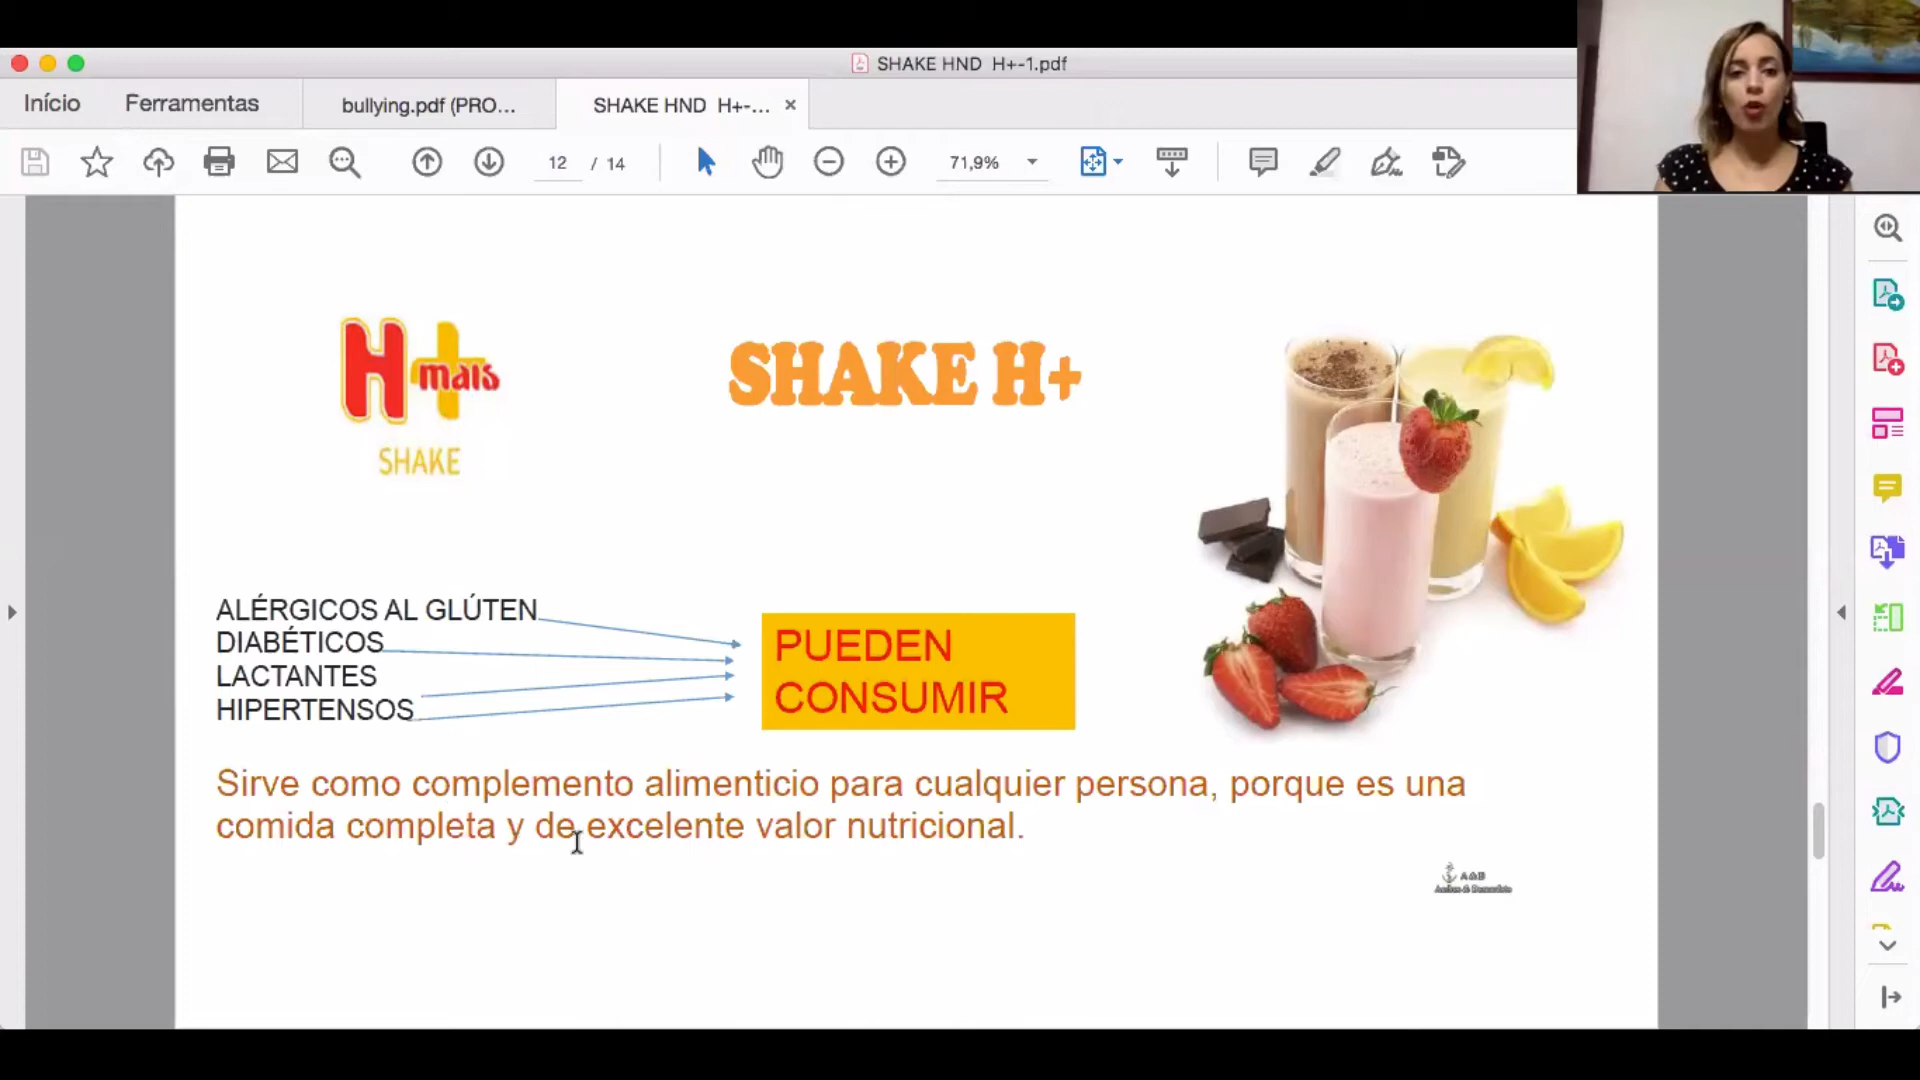 SHAKE HND H+-1.pdf
Início
Ferramentas
bullying.pdf (PRO...
SHAKE HND H+-...
12 / 14
71,9%
H+ mais
SHAKE
SHAKE H+
ALÉRGICOS AL GLÚTEN
DIABÉTICOS
LACTANTES
HIPERTENSOS
PUEDEN
CONSUMIR
Sirve como complemento alimenticio para cualquier persona, porque es una
comida completa y de excelente valor nutricional.
A&B